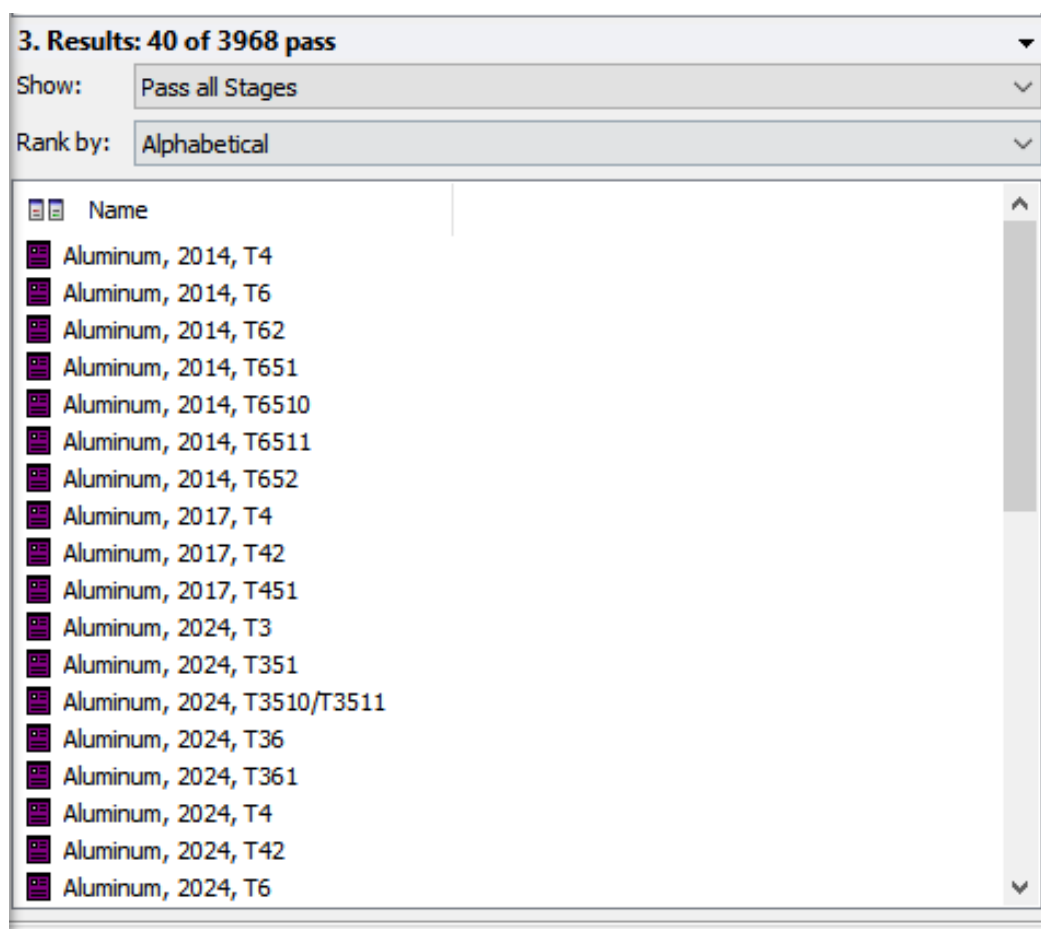 3. Results: 40 of 3968 pass
Show: Pass all Stages
Rank by: Alphabetical
Name
Aluminum, 2014, T4
Aluminum, 2014, T6
Aluminum, 2014, T62
Aluminum, 2014, T651
Aluminum, 2014, T6510
Aluminum, 2014, T6511
Aluminum, 2014, T652
Aluminum, 2017, T4
Aluminum, 2017, T42
Aluminum, 2017, T451
Aluminum, 2024, T3
Aluminum, 2024, T351
Aluminum, 2024, T3510/T3511
Aluminum, 2024, T36
Aluminum, 2024, T361
Aluminum, 2024, T4
Aluminum, 2024, T42
Aluminum, 2024, T6